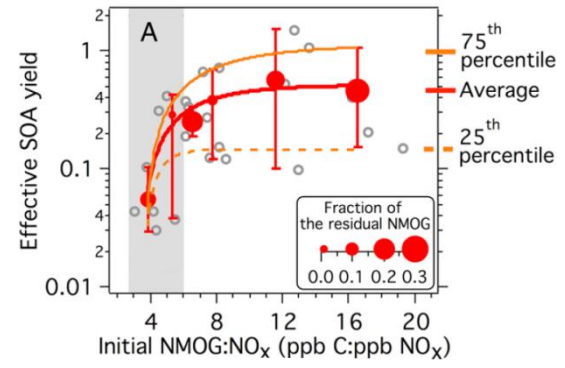 A
2
1
4
2
0.1
4
2
0.01
Effective SOA yield
4 8 12 16 20
Initial NMOG:NOx (ppb C:ppb NOx)
75th
percentile
Average
25th
percentile
Fraction of
the residual NMOG
0.0 0.1 0.2 0.3